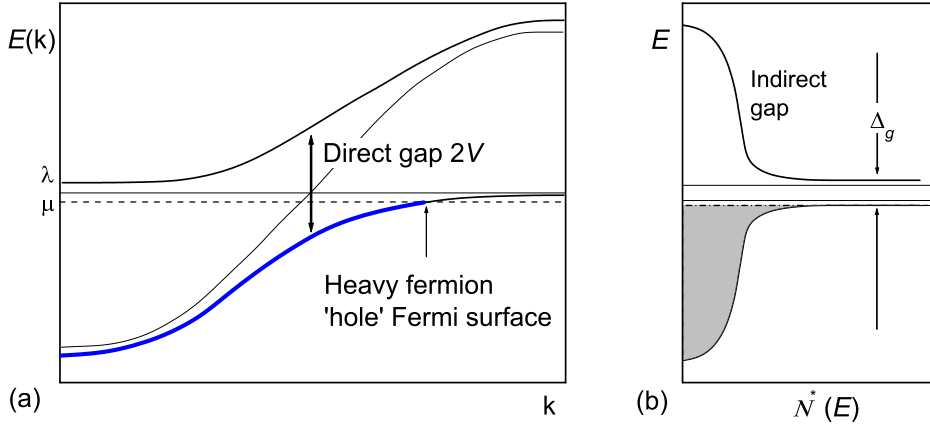 E(k)
λ
μ
Direct gap 2V
Heavy fermion
'hole' Fermi surface
(a)
k
E
Indirect
gap
Δg
(b)
N*(E)